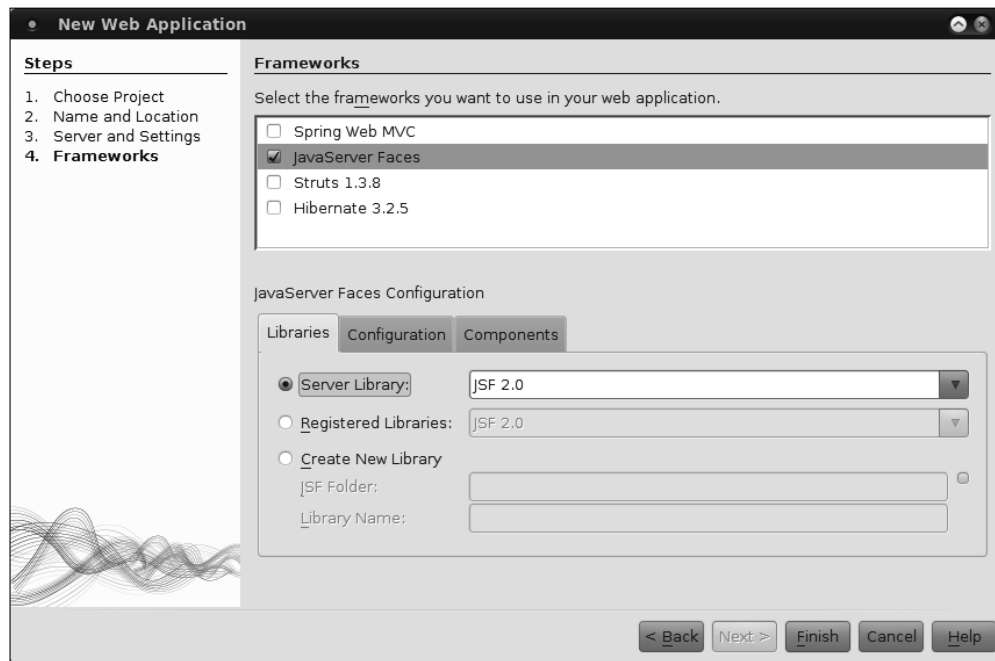 New Web Application
Steps
1. Choose Project
2. Name and Location
3. Server and Settings
4. Frameworks
Frameworks
Select the frameworks you want to use in your web application.
Spring Web MVC
JavaServer Faces
Struts 1.3.8
Hibernate 3.2.5
JavaServer Faces Configuration
Libraries Configuration Components
Server Library: JSF 2.0
Registered Libraries: JSF 2.0
Create New Library
JSF Folder:
Library Name:
< Back Next > Finish Cancel Help